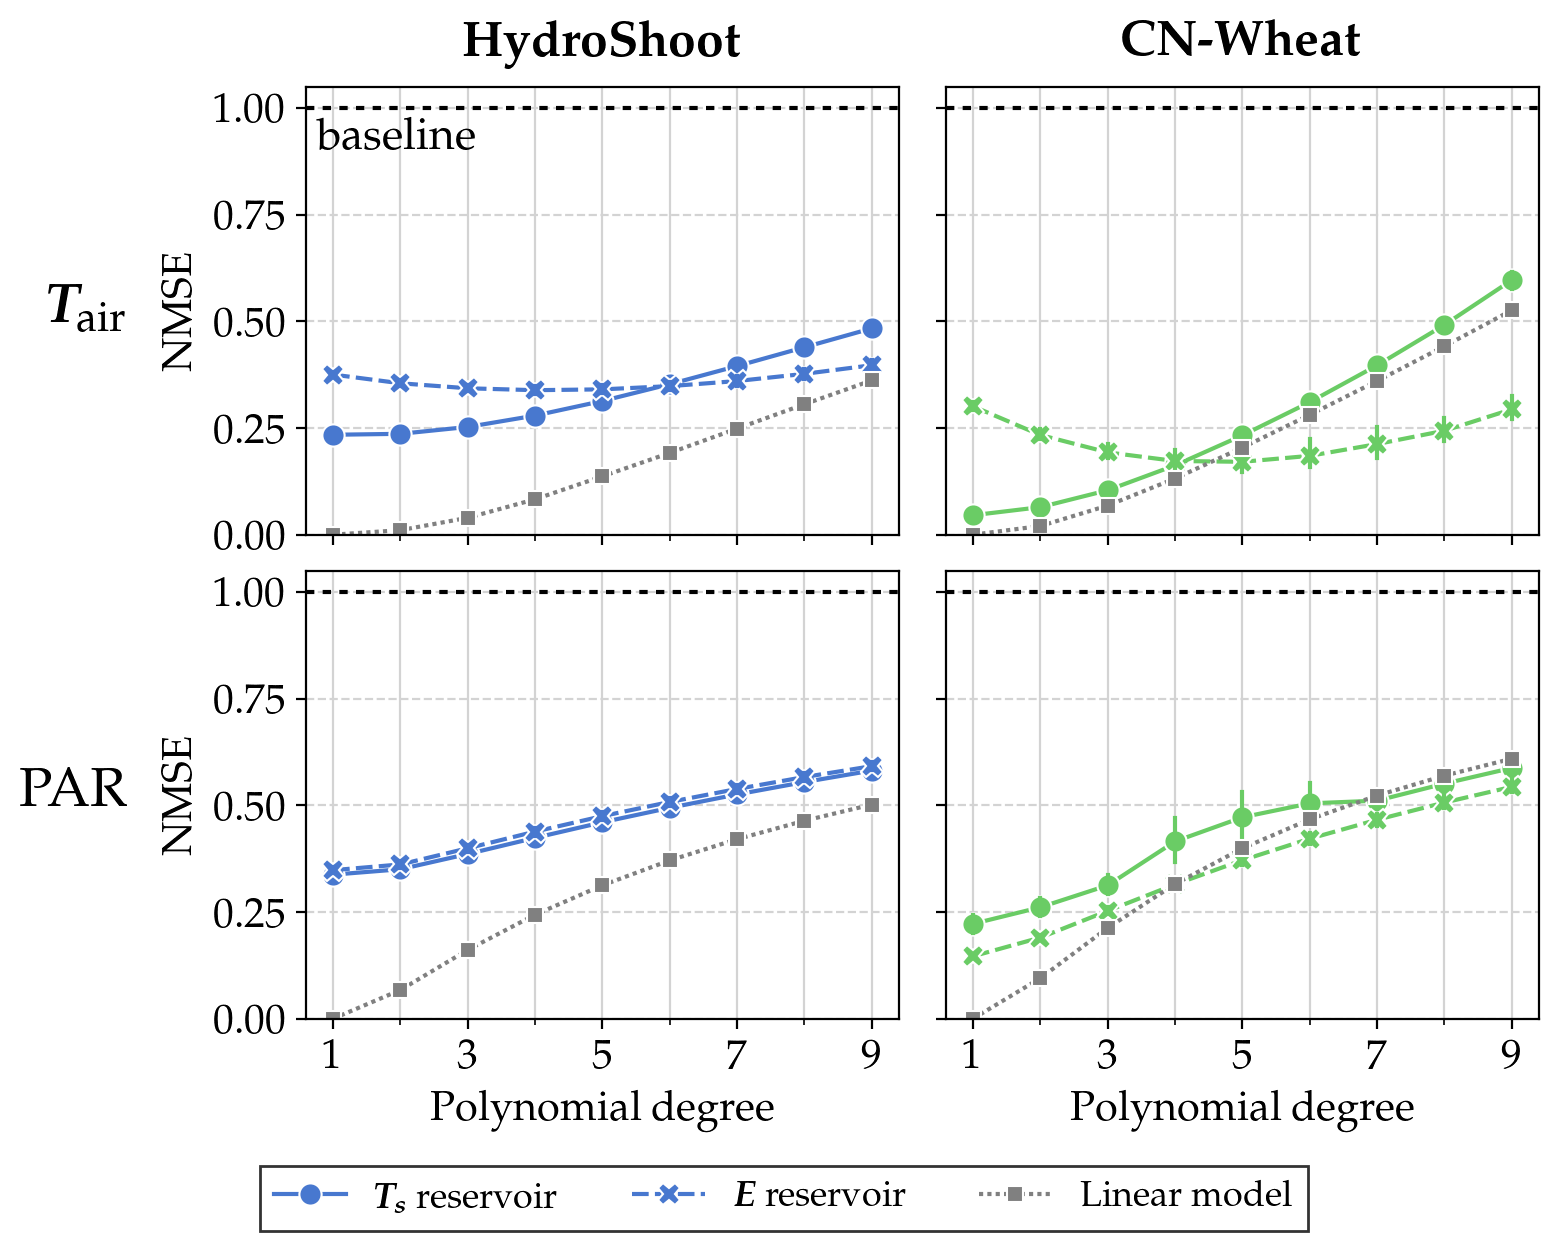 HydroShoot
CN-Wheat
1.00
baseline
0.75
0.50
0.25
0.00
NMSE
T_air
1.00
0.75
0.50
0.25
0.00
NMSE
PAR
1 3 5 7 9
1 3 5 7 9
Polynomial degree
Polynomial degree
T_s reservoir
E reservoir
Linear model